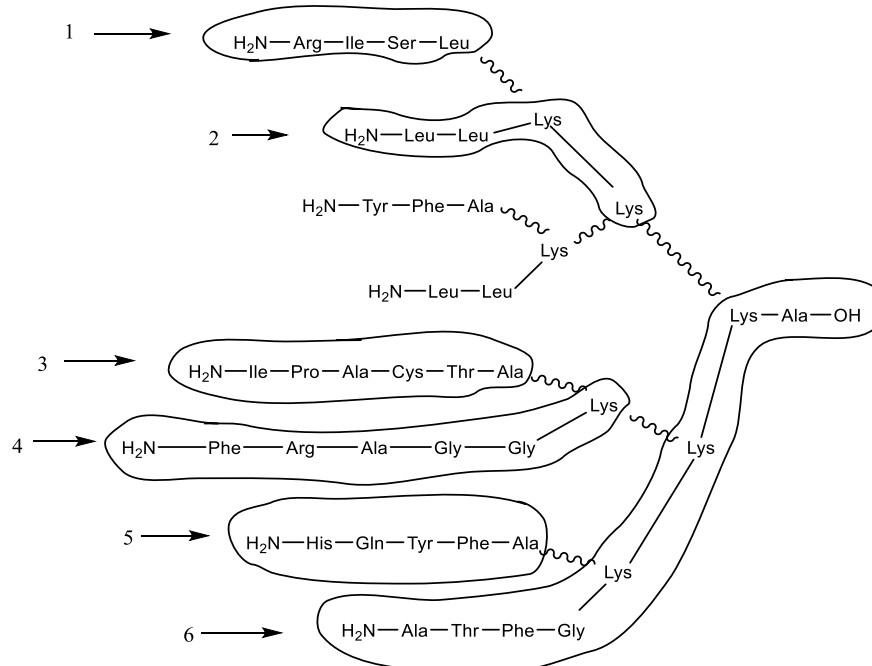 1
H₂N—Arg—Ile—Ser—Leu
2
H₂N—Leu—Leu
Lys
Lys
H₂N—Tyr—Phe—Ala
Lys
H₂N—Leu—Leu
Lys—Ala—OH
3
H₂N—Ile—Pro—Ala—Cys—Thr—Ala
Lys
4
H₂N—Phe—Arg—Ala—Gly—Gly
Lys
5
H₂N—His—Gln—Tyr—Phe—Ala
Lys
6
H₂N—Ala—Thr—Phe—Gly